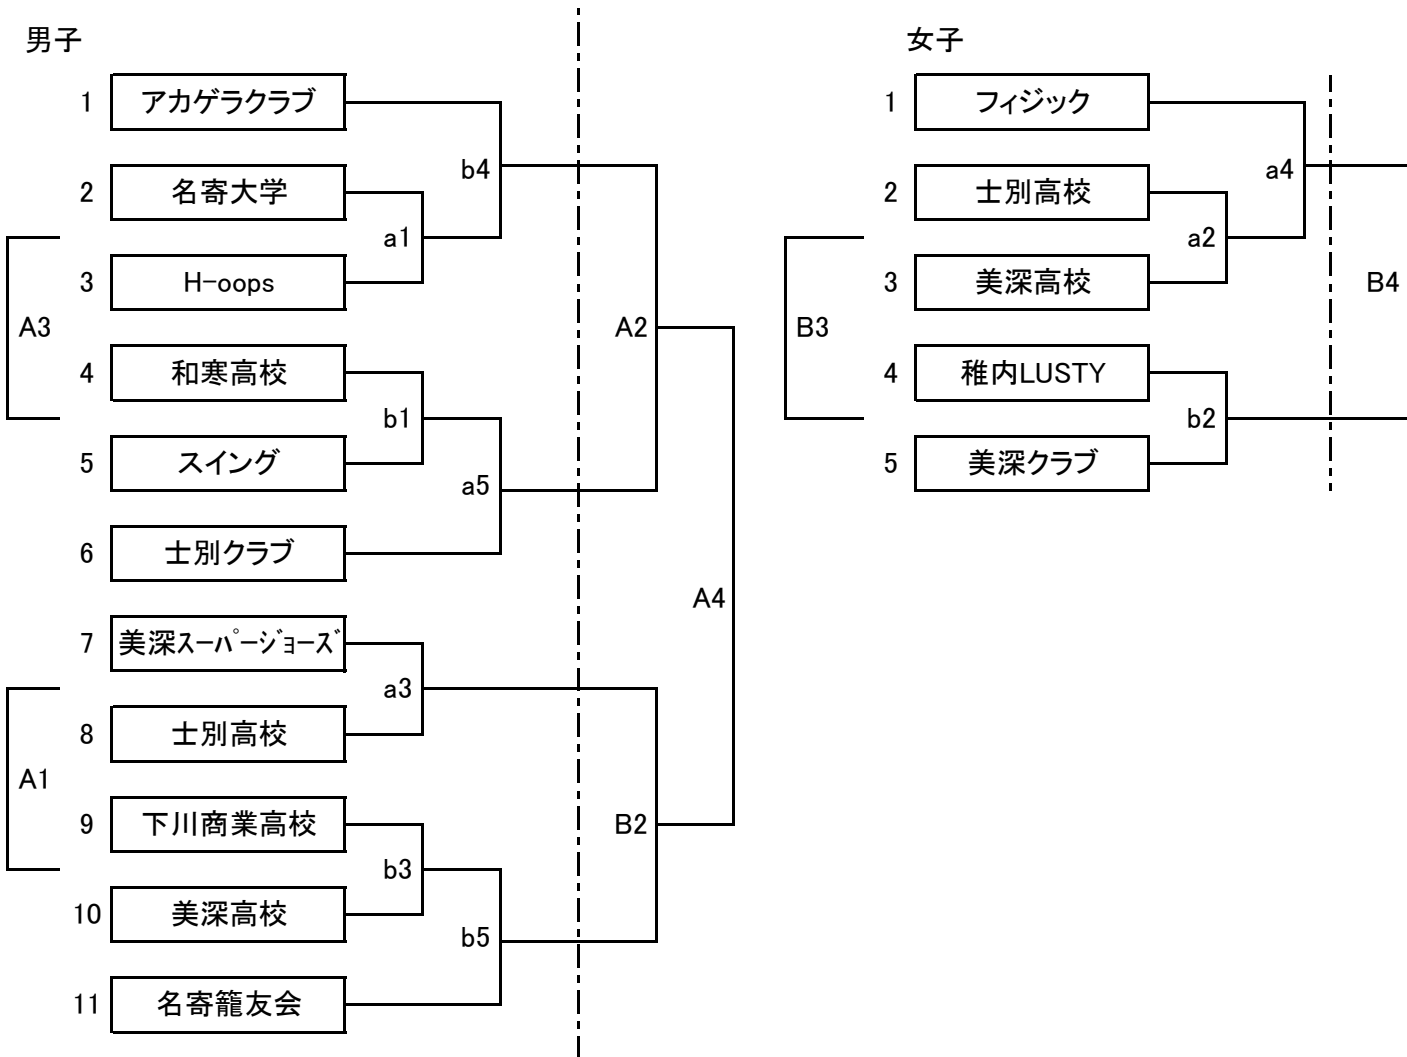 男子
1 アカゲラクラブ
b4
2 名寄大学
a1
3 H-oops
A3
A2
4 和寒高校
b1
5 スイング
a5
6 士別クラブ
A4
7 美深ｽｰﾊﾟｰｼﾞｮｰｽﾞ
a3
8 士別高校
A1
9 下川商業高校
B2
b3
10 美深高校
b5
11 名寄籠友会
女子
1 フィジック
a4
2 士別高校
a2
3 美深高校
B4
B3
4 稚内LUSTY
b2
5 美深クラブ